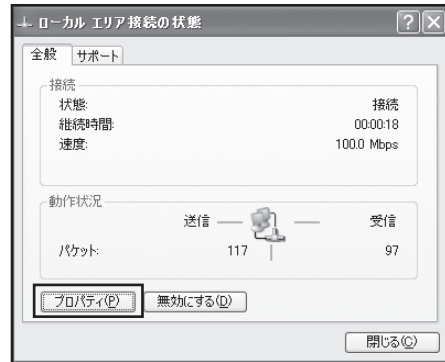 ローカル エリア接続の状態
全般 サポート
接続
状態: 接続
継続時間: 00:00:18
速度: 100.0 Mbps
動作状況
送信 受信
パケット: 117 97
プロパティ(P) 無効にする(D)
閉じる(C)